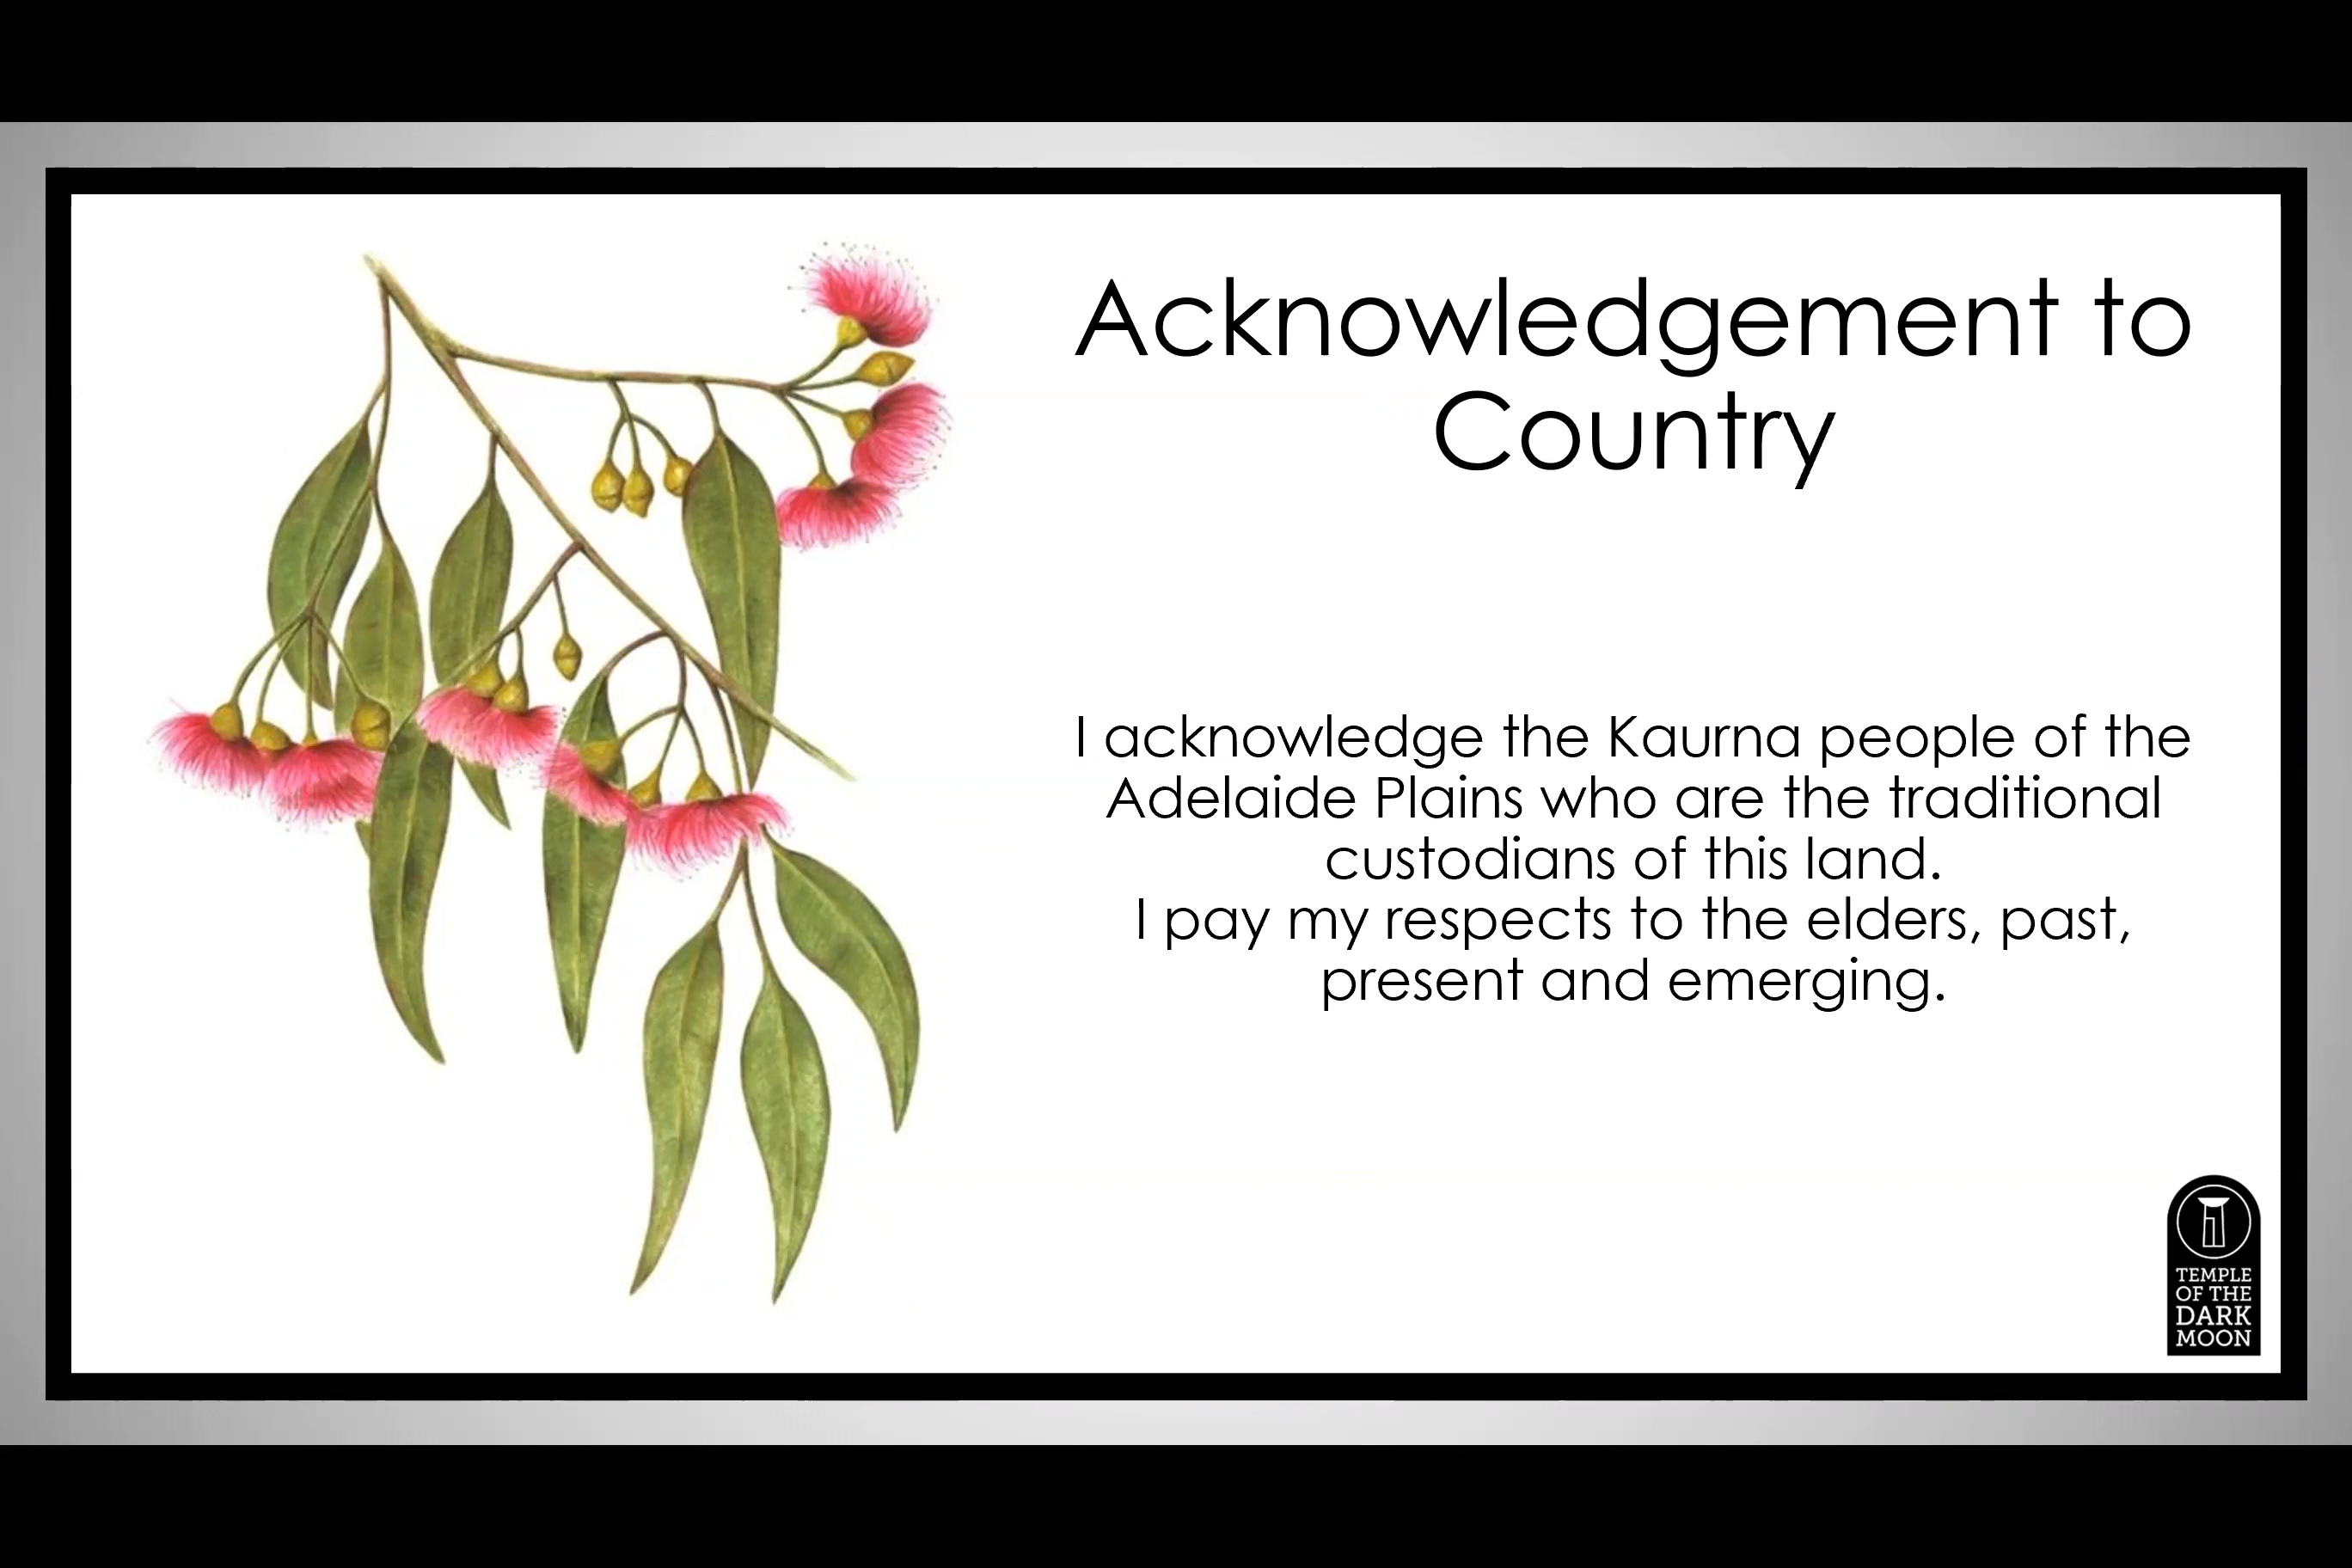 Acknowledgement to
Country
I acknowledge the Kaurna people of the
Adelaide Plains who are the traditional
custodians of this land.
I pay my respects to the elders, past,
present and emerging.
TEMPLE
OF THE
DARK
MOON